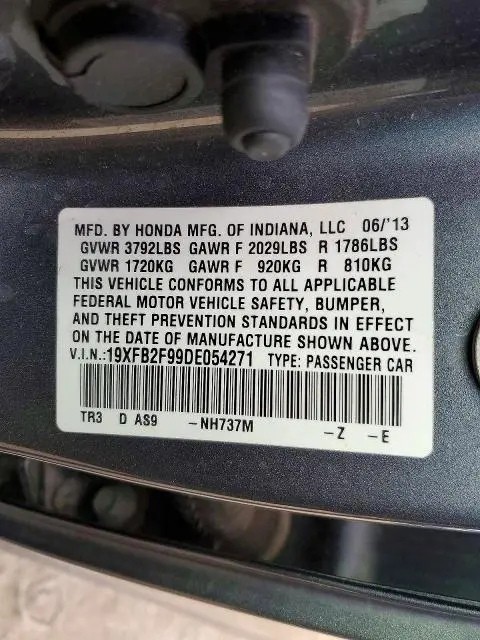 MFD. BY HONDA MFG. OF INDIANA, LLC 06/'13
GVWR 3792LBS GAWR F 2029LBS R 1786LBS
GVWR 1720KG GAWR F 920KG R 810KG
THIS VEHICLE CONFORMS TO ALL APPLICABLE
FEDERAL MOTOR VEHICLE SAFETY, BUMPER,
AND THEFT PREVENTION STANDARDS IN EFFECT
ON THE DATE OF MANUFACTURE SHOWN ABOVE.
V.I.N.:19XFB2F99DE054271 TYPE: PASSENGER CAR
TR3 D AS9 -NH737M -Z -E